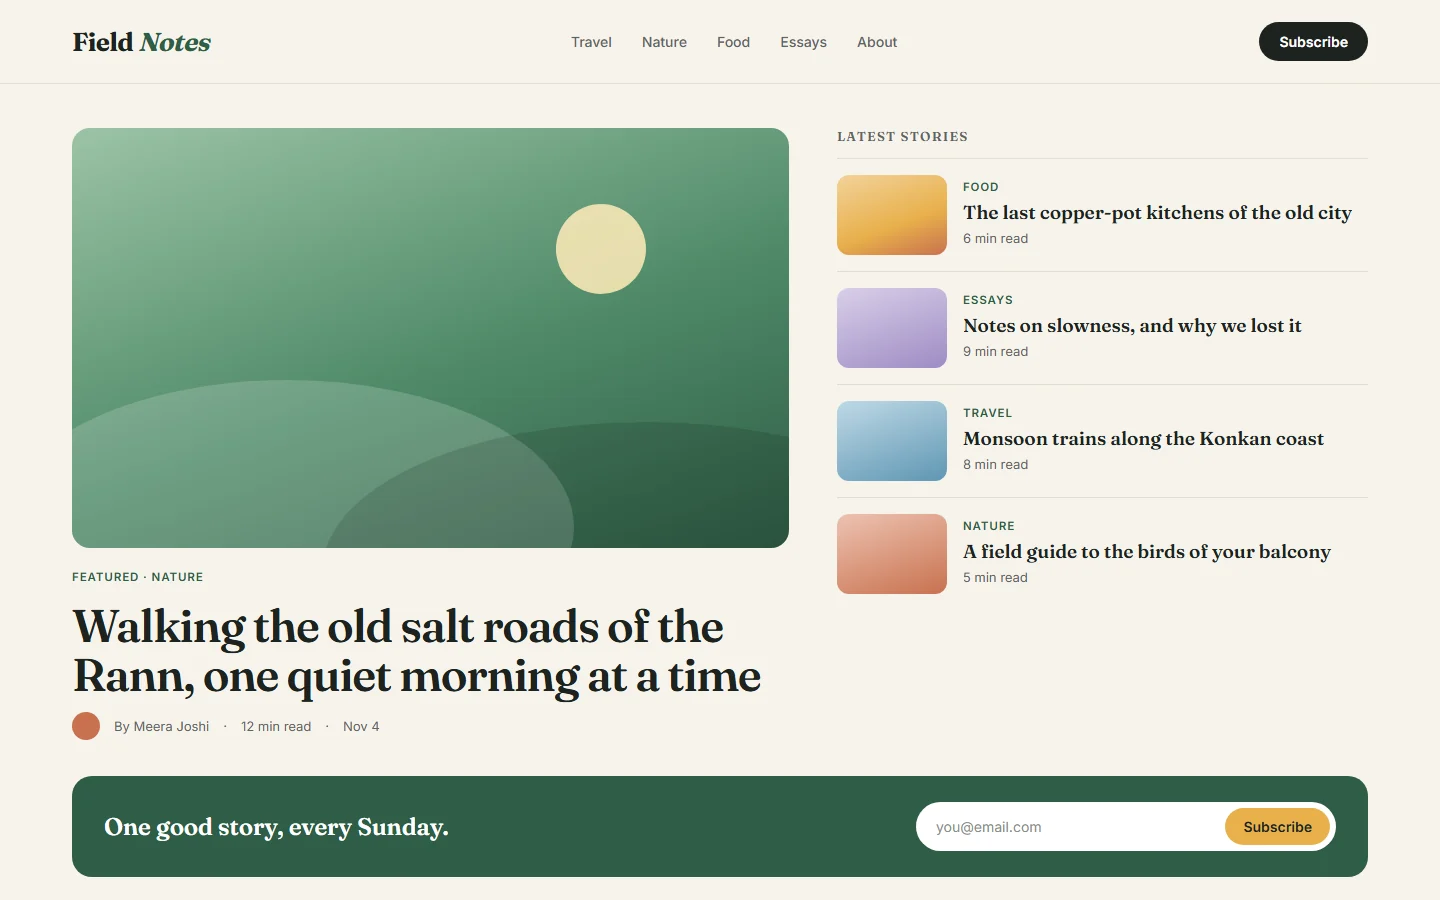 Field Notes
Travel
Nature
Food
Essays
About
Subscribe
FEATURED · NATURE
Walking the old salt roads of the
Rann, one quiet morning at a time
By Meera Joshi · 12 min read · Nov 4
LATEST STORIES
FOOD
The last copper-pot kitchens of the old city
6 min read
ESSAYS
Notes on slowness, and why we lost it
9 min read
TRAVEL
Monsoon trains along the Konkan coast
8 min read
NATURE
A field guide to the birds of your balcony
5 min read
One good story, every Sunday.
you@email.com
Subscribe